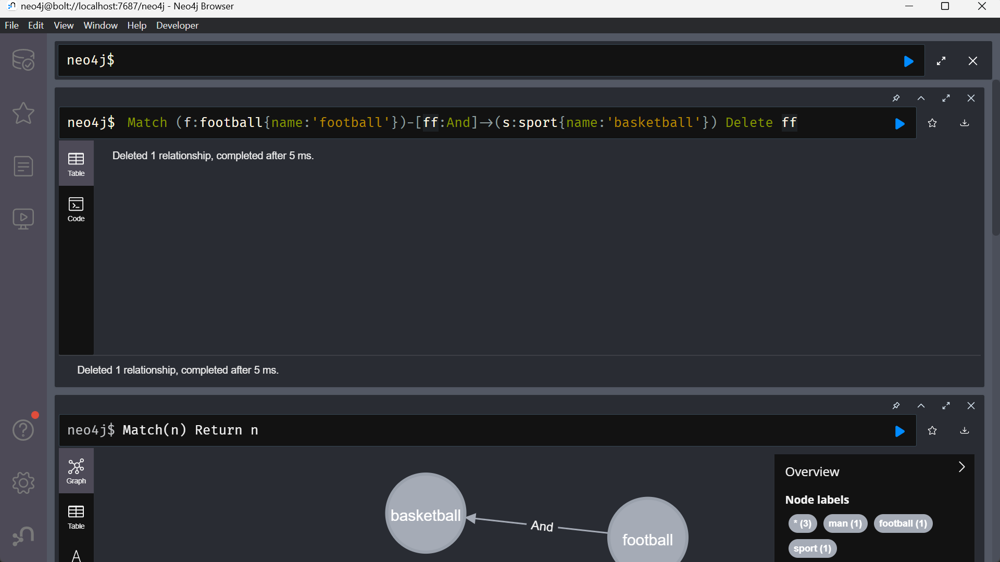 neo4j@bolt://localhost:7687/neo4j - Neo4j Browser
File Edit View Window Help Developer
neo4j$
neo4j$ Match (f:football{name:'football'})-[ff:And]->(s:sport{name:'basketball'}) Delete ff
Table
Deleted 1 relationship, completed after 5 ms.
Code
Deleted 1 relationship, completed after 5 ms.
neo4j$ Match(n) Return n
Graph
Table
A
basketball
And
football
Overview
Node labels
* (3) man (1) football (1)
sport (1)